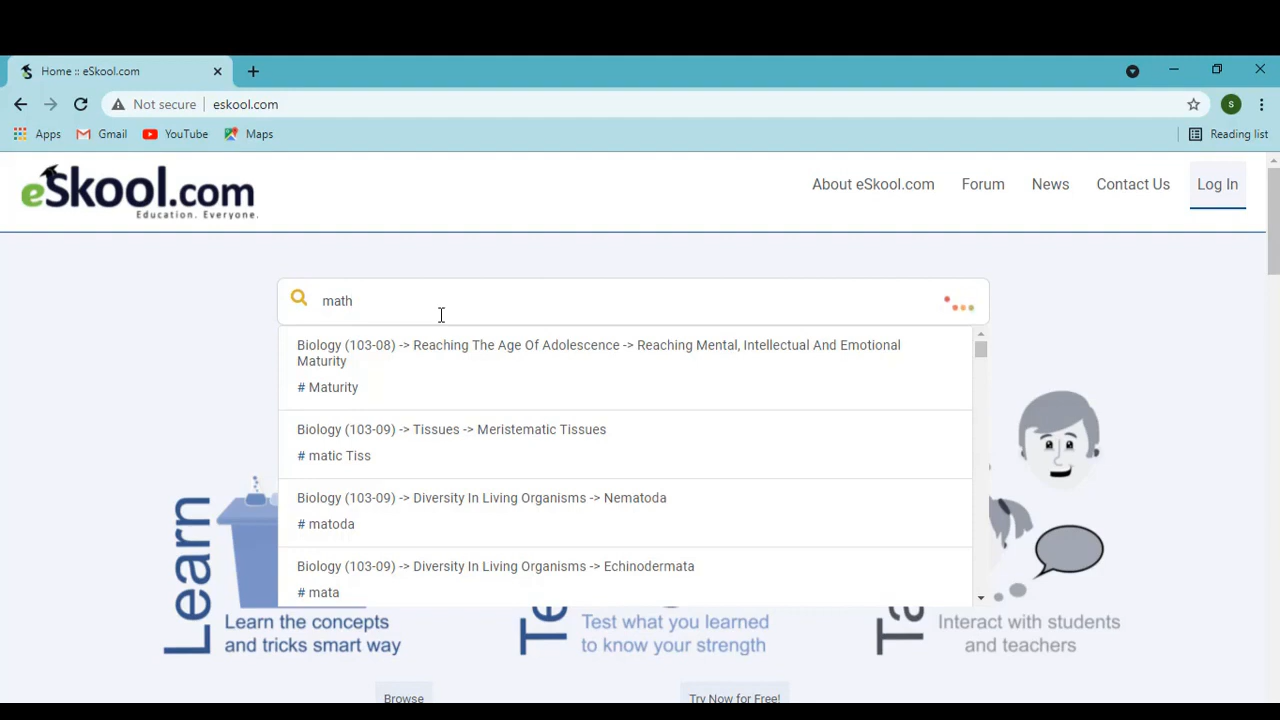 Home :: eSkool.com
Not secure eskool.com S
Apps Gmail YouTube Maps Reading list
eSkool.com
Education. Everyone.
About eSkool.com Forum News Contact Us Log In
math
Biology (103-08) -> Reaching The Age Of Adolescence -> Reaching Mental, Intellectual And Emotional
Maturity
# Maturity
Biology (103-09) -> Tissues -> Meristematic Tissues
# matic Tiss
Biology (103-09) -> Diversity In Living Organisms -> Nematoda
# matoda
Biology (103-09) -> Diversity In Living Organisms -> Echinodermata
# mata
Learn
Learn the concepts
and tricks smart way
Te
Test what you learned
to know your strength
Ta
Interact with students
and teachers
Browse
Try Now for Free!